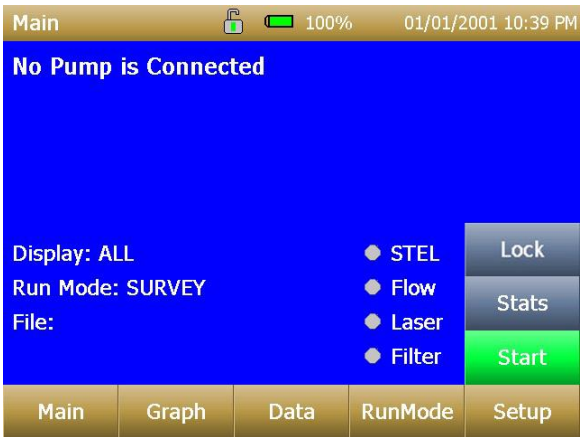 Main 100% 01/01/2001 10:39 PM
No Pump is Connected
Display: ALL
Run Mode: SURVEY
File:
STEL
Flow
Laser
Filter
Lock
Stats
Start
Main Graph Data RunMode Setup